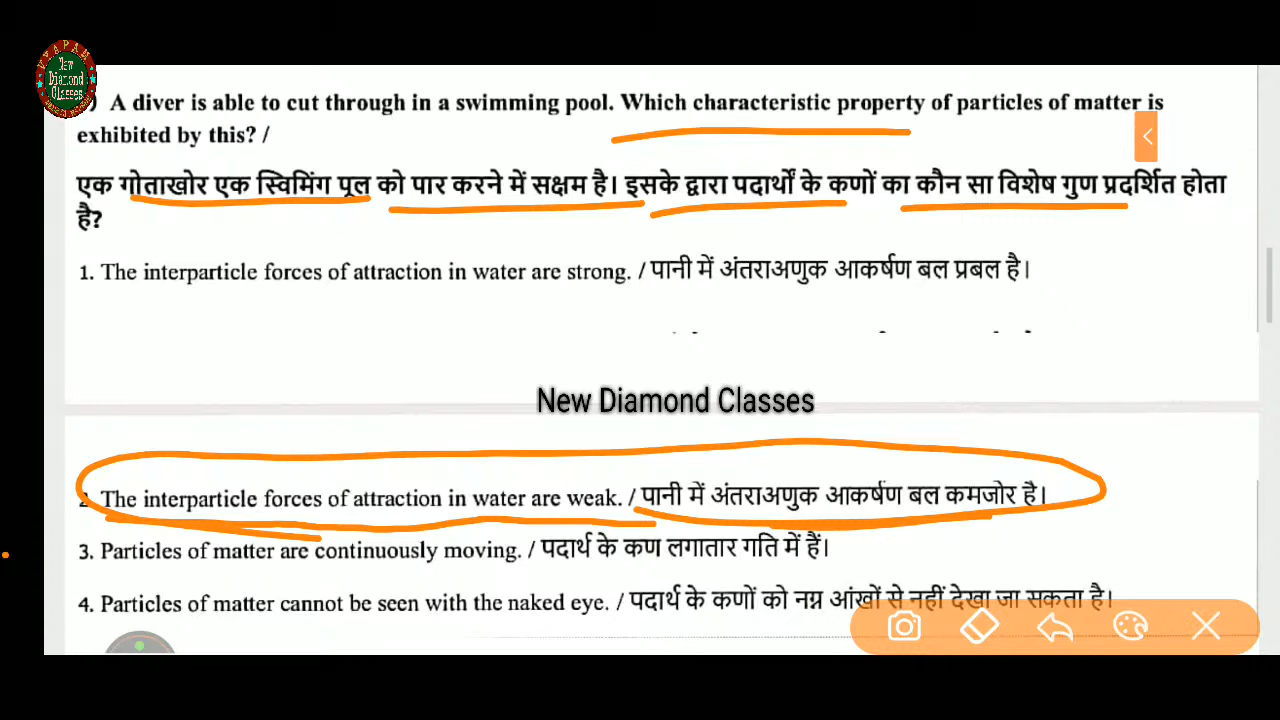 VYAPAM
New
Diamond
Classes
) A diver is able to cut through in a swimming pool. Which characteristic property of particles of matter is
exhibited by this? /
एक गोताखोर एक स्विमिंग पूल को पार करने में सक्षम है। इसके द्वारा पदार्थों के कणों का कौन सा विशेष गुण प्रदर्शित होता
है?
1. The interparticle forces of attraction in water are strong. / पानी में अंतराअणुक आकर्षण बल प्रबल है।
New Diamond Classes
2. The interparticle forces of attraction in water are weak. / पानी में अंतराअणुक आकर्षण बल कमजोर है।
3. Particles of matter are continuously moving. / पदार्थ के कण लगातार गति में हैं।
4. Particles of matter cannot be seen with the naked eye. / पदार्थ के कणों को नग्न आंखों से नहीं देखा जा सकता है।